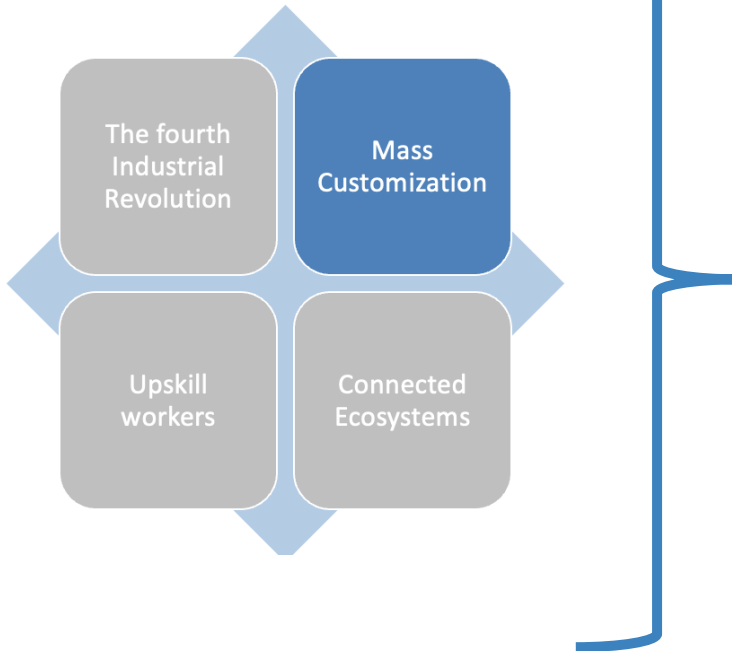 The fourth
Industrial
Revolution
Mass
Customization
Upskill
workers
Connected
Ecosystems